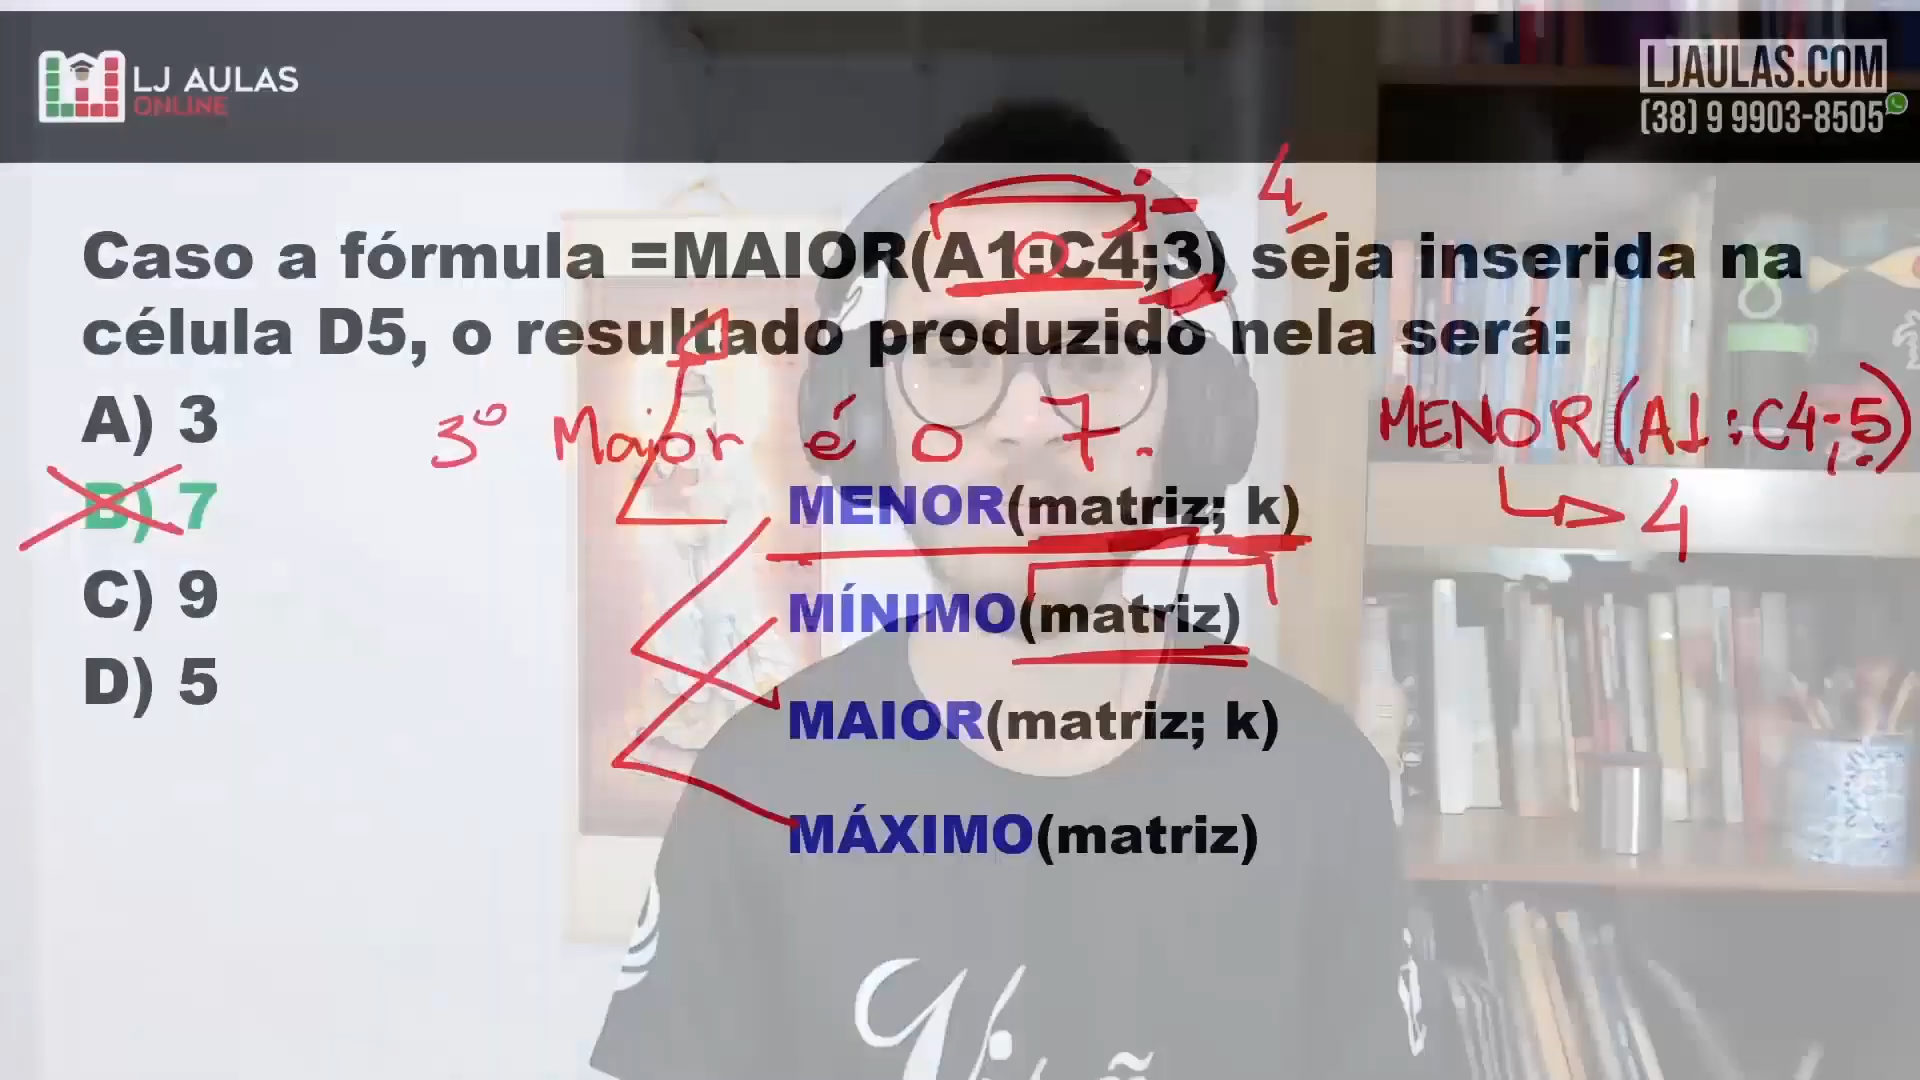 LJ AULAS
ONLINE
LJAULAS.COM
(38) 9 9903-8505
4
Caso a fórmula =MAIOR(A1:C4;3) seja inserida na
célula D5, o resultado produzido nela será:
A) 3
B) 7
C) 9
D) 5
3º Maior é o 7.
MENOR(A1:C4;5)
4
MENOR(matriz; k)
MÍNIMO(matriz)
MAIOR(matriz; k)
MÁXIMO(matriz)